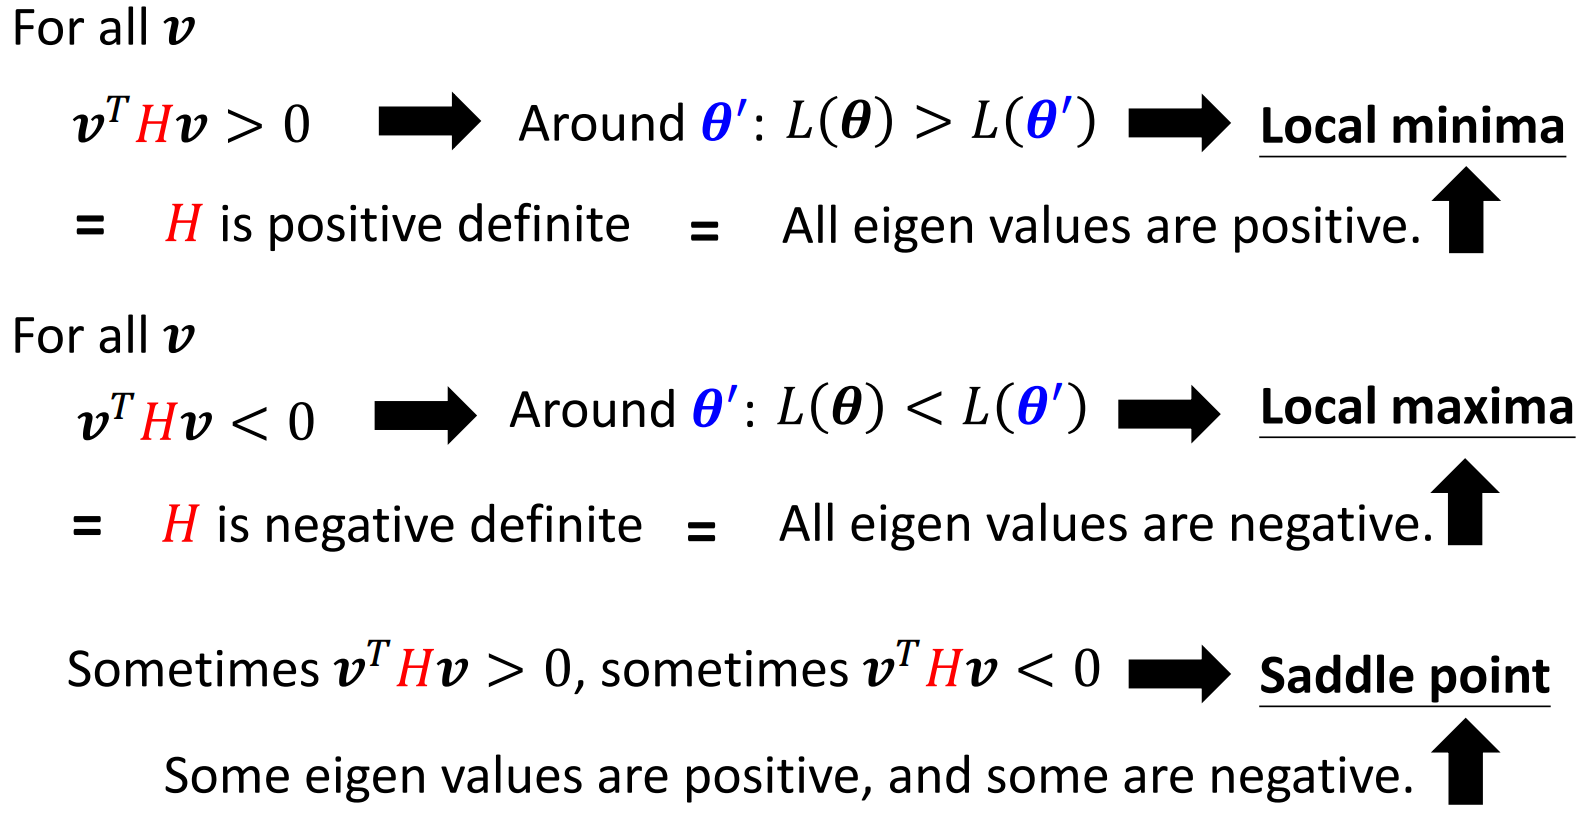 For all 𝒗
𝒗ᵀH𝒗 > 0 Around 𝜽′: L(𝜽) > L(𝜽′) Local minima
= H is positive definite = All eigen values are positive.
For all 𝒗
𝒗ᵀH𝒗 < 0 Around 𝜽′: L(𝜽) < L(𝜽′) Local maxima
= H is negative definite = All eigen values are negative.
Sometimes 𝒗ᵀH𝒗 > 0, sometimes 𝒗ᵀH𝒗 < 0 Saddle point
Some eigen values are positive, and some are negative.